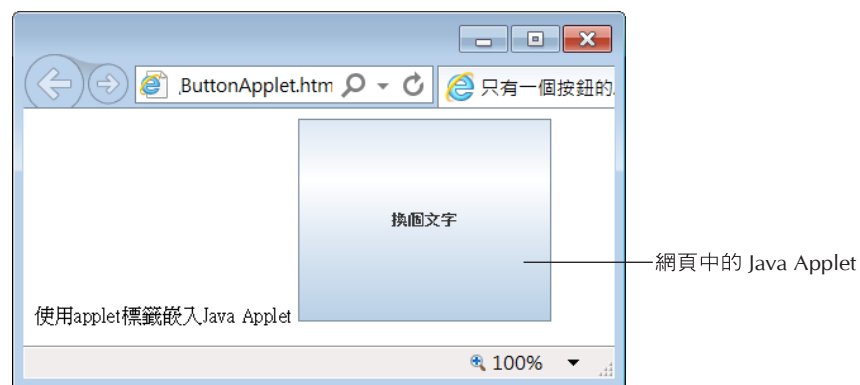 ,ButtonApplet.htm
只有一個按鈕的.
換個文字
網頁中的 Java Applet
使用applet標籤嵌入Java Applet
100%